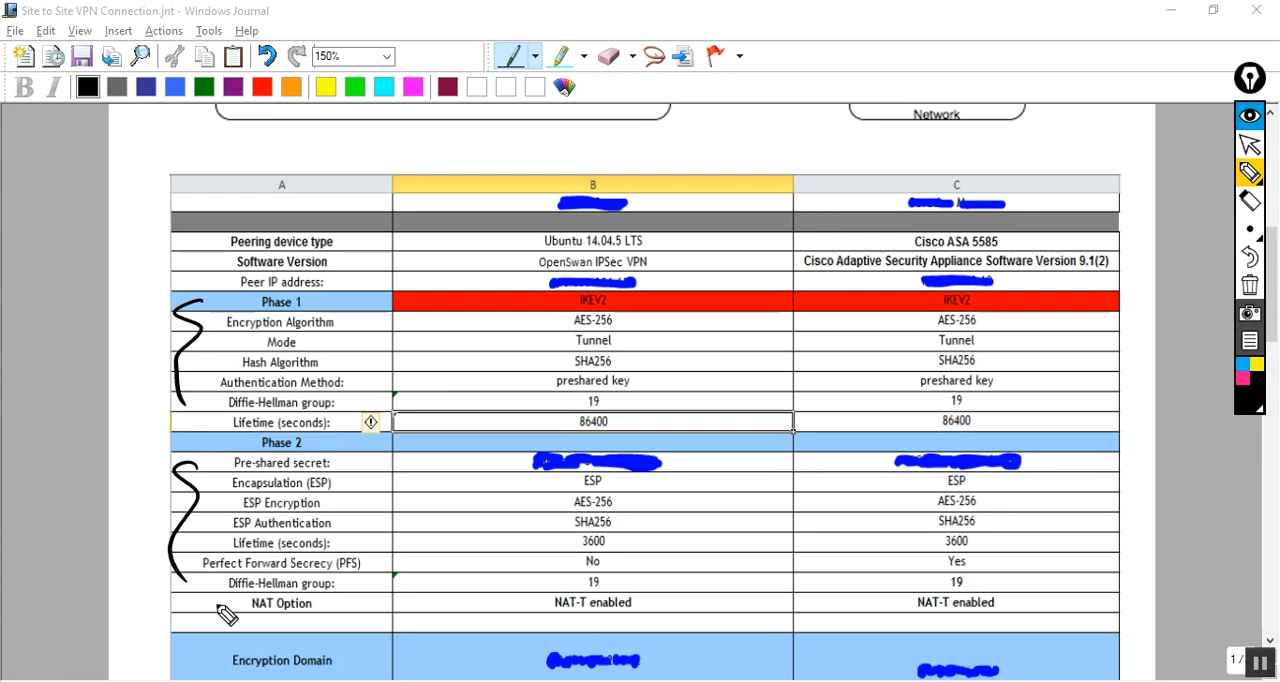 Site to Site VPN Connection.jnt - Windows Journal
File Edit View Insert Actions Tools Help
150%
B I
Network
A B C
Peering device type Ubuntu 14.04.5 LTS Cisco ASA 5585
Software Version OpenSwan IPSec VPN Cisco Adaptive Security Appliance Software Version 9.1(2)
Peer IP address:
Phase 1 IKEV2 IKEV2
Encryption Algorithm AES-256 AES-256
Mode Tunnel Tunnel
Hash Algorithm SHA256 SHA256
Authentication Method: preshared key preshared key
Diffie-Hellman group: 19 19
Lifetime (seconds): 86400 86400
Phase 2
Pre-shared secret:
Encapsulation (ESP) ESP ESP
ESP Encryption AES-256 AES-256
ESP Authentication SHA256 SHA256
Lifetime (seconds): 3600 3600
Perfect Forward Secrecy (PFS) No Yes
Diffie-Hellman group: 19 19
NAT Option NAT-T enabled NAT-T enabled
Encryption Domain
1 /